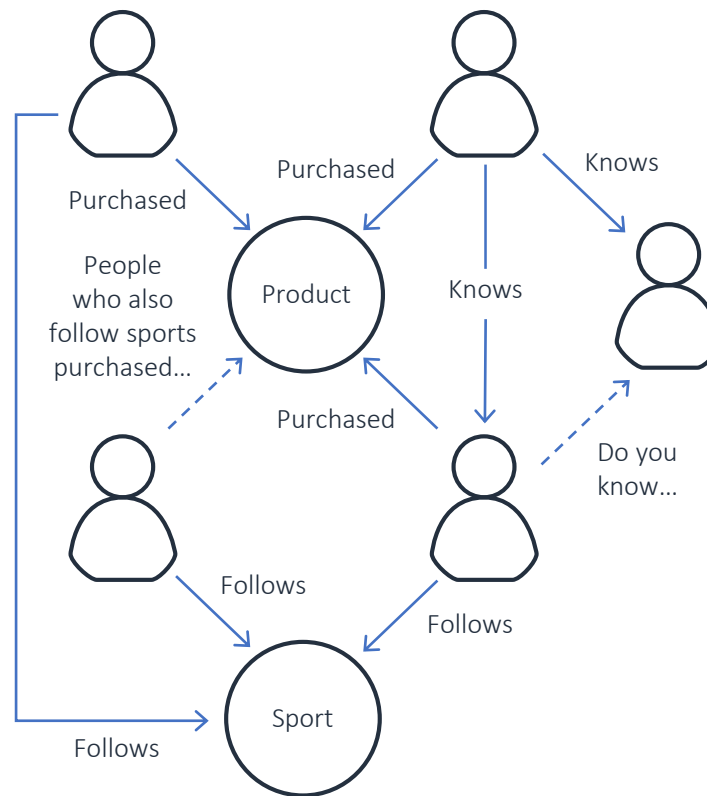 Purchased
Purchased
Knows
People
who also
follow sports
purchased...
Product
Knows
Purchased
Do you
know...
Follows
Follows
Sport
Follows